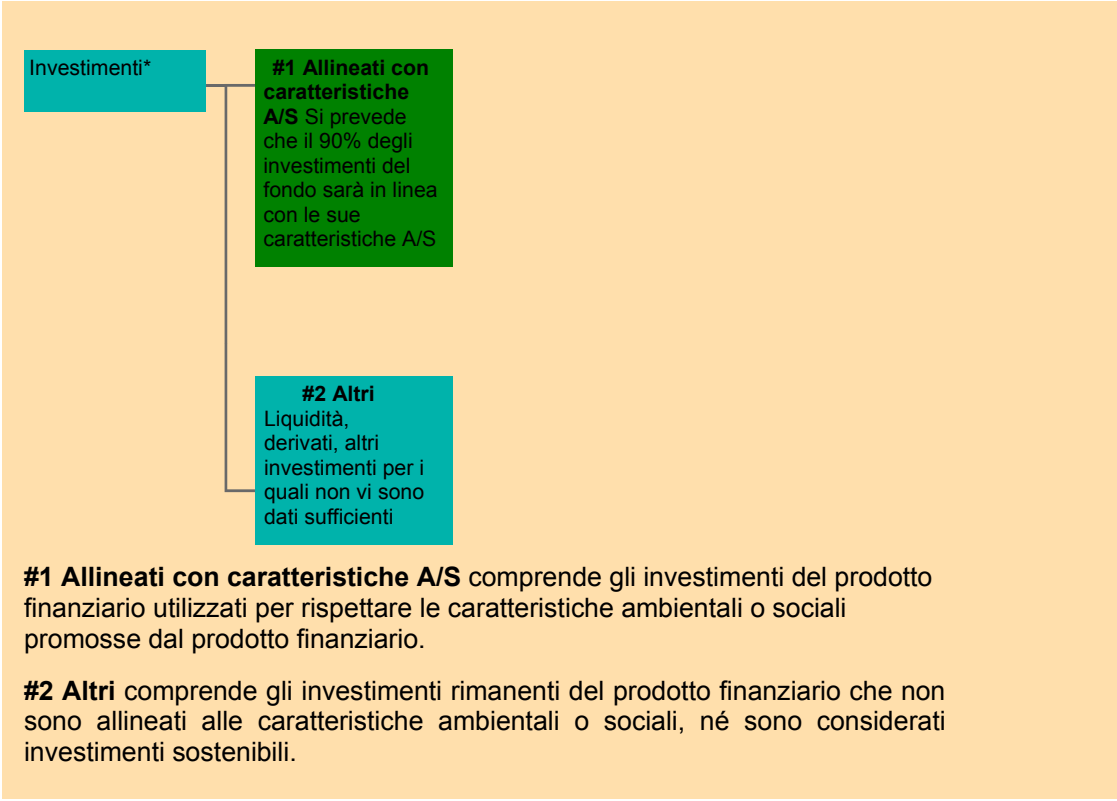 Investimenti*
#1 Allineati con
caratteristiche
A/S Si prevede
che il 90% degli
investimenti del
fondo sarà in linea
con le sue
caratteristiche A/S
#2 Altri
Liquidità,
derivati, altri
investimenti per i
quali non vi sono
dati sufficienti
#1 Allineati con caratteristiche A/S comprende gli investimenti del prodotto
finanziario utilizzati per rispettare le caratteristiche ambientali o sociali
promosse dal prodotto finanziario.
#2 Altri comprende gli investimenti rimanenti del prodotto finanziario che non
sono allineati alle caratteristiche ambientali o sociali, né sono considerati
investimenti sostenibili.